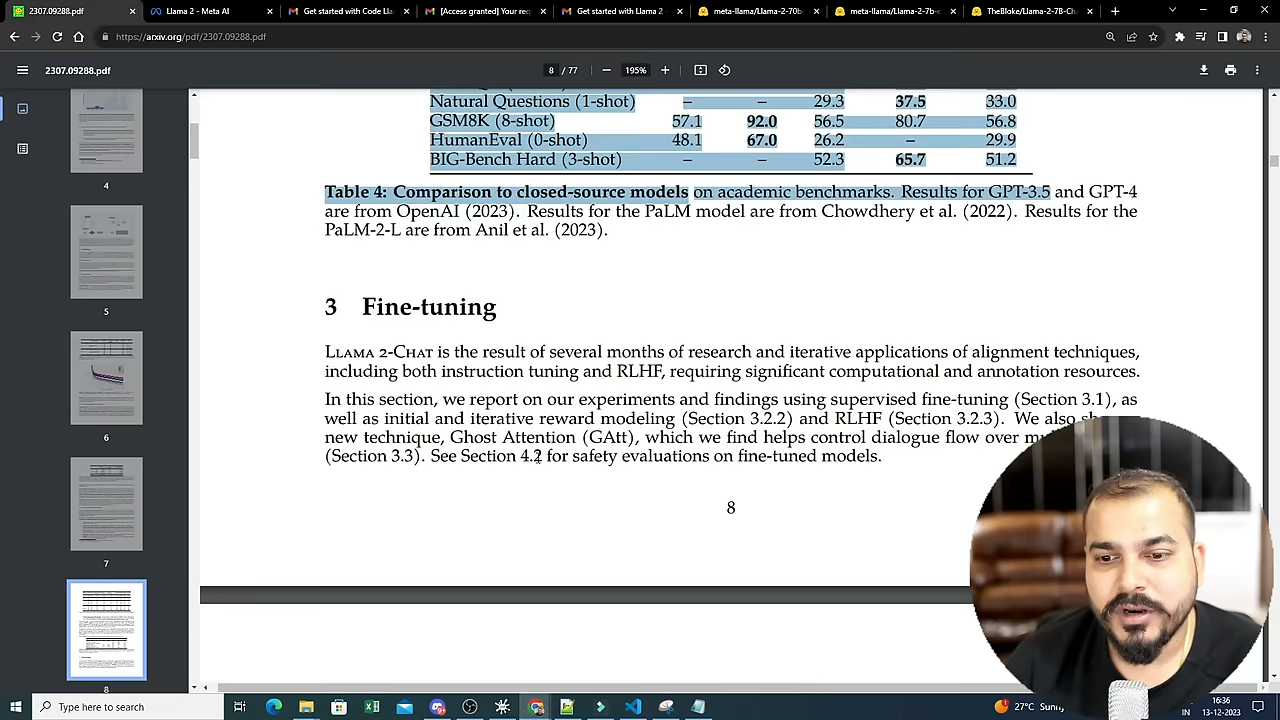 2307.09288.pdf
Llama 2 - Meta AI
Get started with Code Lla
[Access granted] Your req
Get started with Llama 2
meta-llama/Llama-2-70b
meta-llama/Llama-2-7b-c
TheBloke/Llama-2-7B-Ch
https://arxiv.org/pdf/2307.09288.pdf
2307.09288.pdf
8 / 77
195%
Natural Questions (1-shot) – – 29.3 37.5 33.0
GSM8K (8-shot) 57.1 92.0 56.5 80.7 56.8
HumanEval (0-shot) 48.1 67.0 26.2 – 29.9
BIG-Bench Hard (3-shot) – – 52.3 65.7 51.2
Table 4: Comparison to closed-source models on academic benchmarks. Results for GPT-3.5 and GPT-4
are from OpenAI (2023). Results for the PaLM model are from Chowdhery et al. (2022). Results for the
PaLM-2-L are from Anil et al. (2023).
3 Fine-tuning
Llama 2-Chat is the result of several months of research and iterative applications of alignment techniques,
including both instruction tuning and RLHF, requiring significant computational and annotation resources.
In this section, we report on our experiments and findings using supervised fine-tuning (Section 3.1), as
well as initial and iterative reward modeling (Section 3.2.2) and RLHF (Section 3.2.3). We also
new technique, Ghost Attention (GAtt), which we find helps control dialogue flow over
(Section 3.3). See Section 4.2 for safety evaluations on fine-tuned models.
8
4
5
6
7
8
Type here to search
27°C Sunny
16:36
IN 13-12-2023